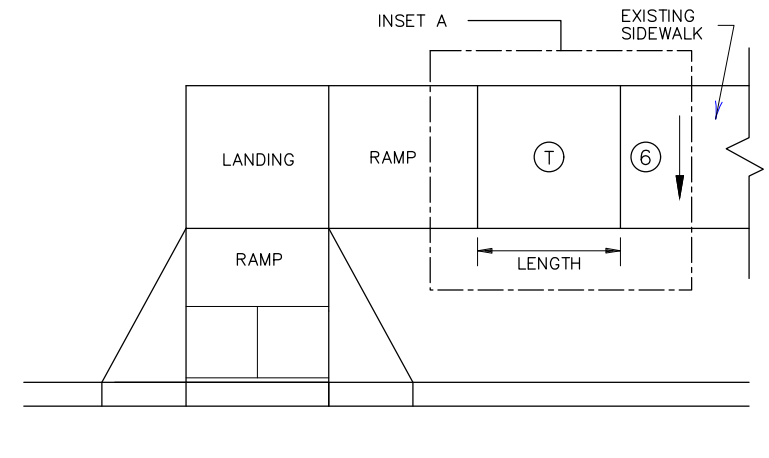 INSET A
EXISTING
SIDEWALK
LANDING
RAMP
T
6
RAMP
LENGTH